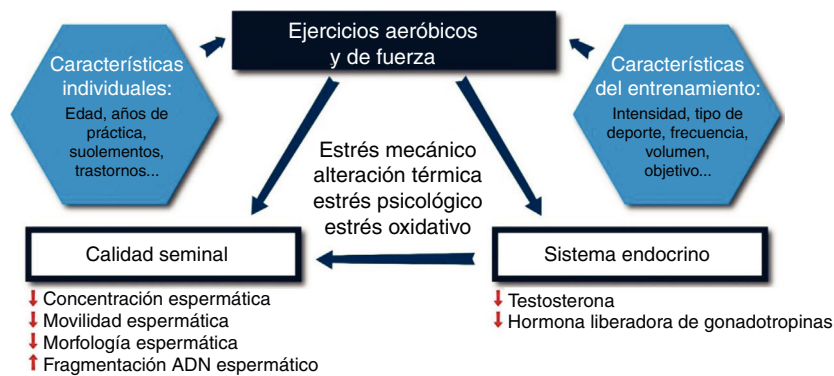 Ejercicios aeróbicos
y de fuerza
Características
individuales:
Edad, años de
práctica,
suolementos,
trastornos...
Características
del entrenamiento:
Intensidad, tipo de
deporte, frecuencia,
volumen,
objetivo...
Estrés mecánico
alteración térmica
estrés psicológico
estrés oxidativo
Calidad seminal
Sistema endocrino
↓ Concentración espermática
↓ Movilidad espermática
↓ Morfología espermática
↑ Fragmentación ADN espermático
↓ Testosterona
↓ Hormona liberadora de gonadotropinas